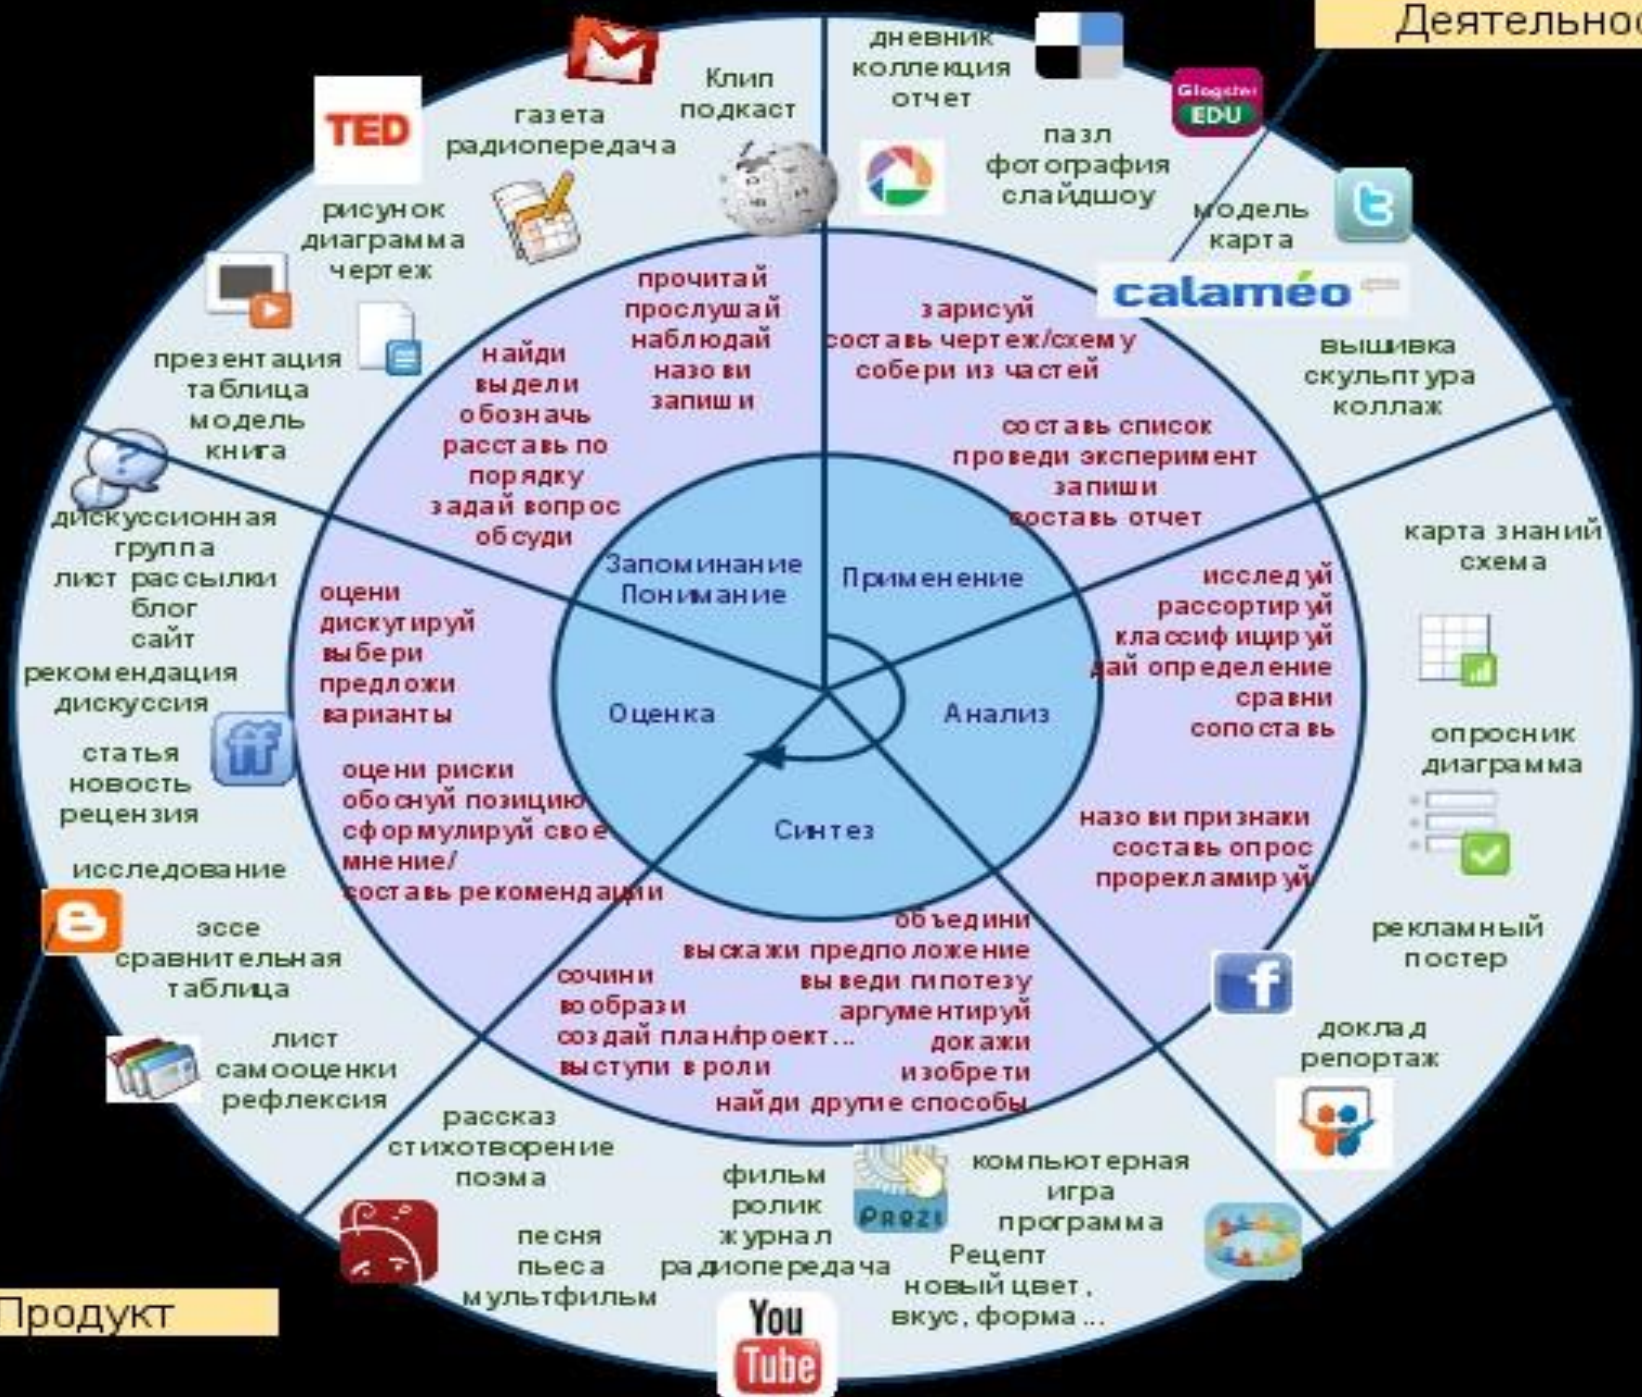 Деятельнос
Клип
подкаст
газета
радиопередача
TED
рисунок
диаграмма
чертеж
презентация
таблица
модель
книга
дневник
коллекция
отчет
Glogster
EDU
пазл
фотография
слайдшоу
модель
карта
t
calaméo
вышивка
скульптура
коллаж
прочитай
прослушай
наблюдай
назови
запиши
найди
выдели
обозначь
расставь по
порядку
задай вопрос
обсуди
зарисуй
составь чертеж/схему
собери из частей
составь список
проведи эксперимент
запиши
составь отчет
Запоминание
Понимание
Применение
Оценка
Анализ
Синтез
?
дискуссионная
группа
лист рассылки
блог
сайт
рекомендация
дискуссия
ff
статья
новость
рецензия
исследование
эссе
сравнительная
таблица
лист
самооценки
рефлексия
оцени
дискутируй
выбери
предложи
варианты
оцени риски
обоснуй позицию
сформулируй свое
мнение/
составь рекомендации
исследуй
рассортируй
классифицируй
дай определение
сравни
сопоставь
назови признаки
составь опрос
прорекламируй
карта знаний
схема
опросник
диаграмма
рекламный
постер
f
доклад
репортаж
объедини
выскажи предположение
выведи гипотезу
аргументируй
докажи
изобрети
найди другие способы
сочини
вообрази
создай план/проект...
выступи в роли
рассказ
стихотворение
поэма
песня
пьеса
мультфильм
фильм
ролик
журнал
радиопередача
PREZI
компьютерная
игра
программа
Рецепт
новый цвет,
вкус, форма ...
You
Tube
Продукт